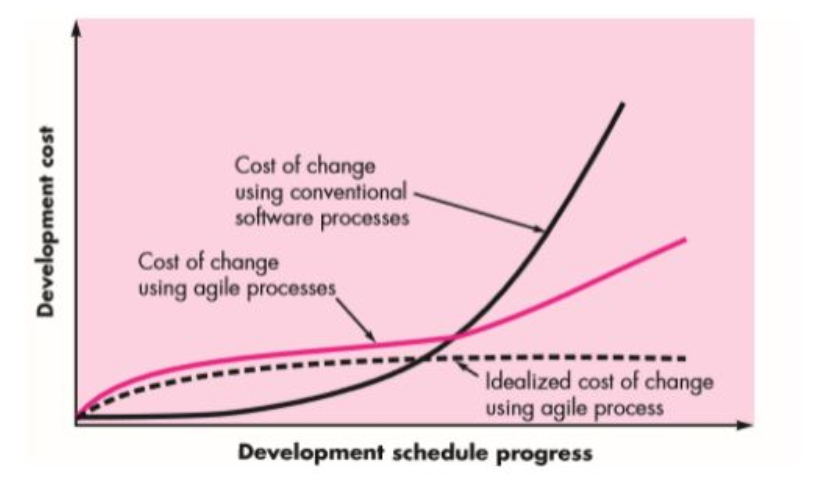 Development cost
Cost of change
using conventional
software processes
Cost of change
using agile processes
Idealized cost of change
using agile process
Development schedule progress